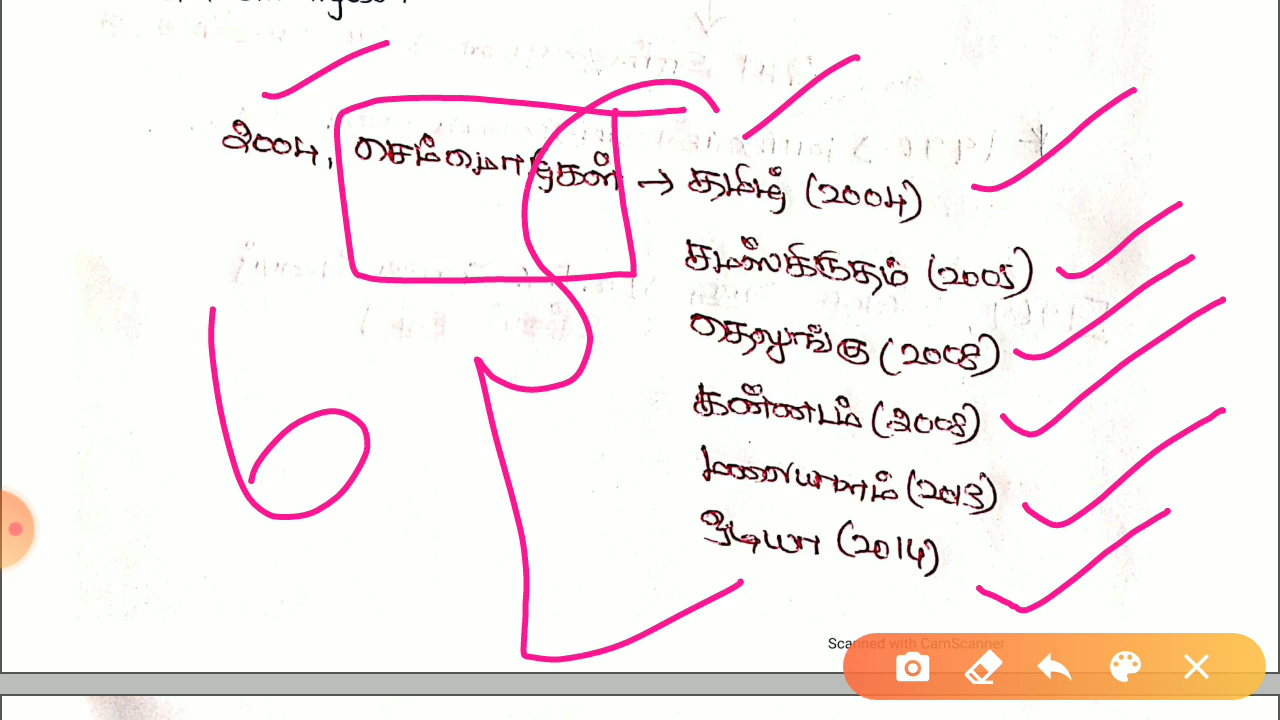 2004, செம்மொழிகள் → தமிழ் (2004)
சமஸ்கிருதம் (2005)
தெலுங்கு (2008)
கன்னடம் (2008)
மலையாளம் (2013)
ஒடியா (2014)
6
Scanned with CamScanner